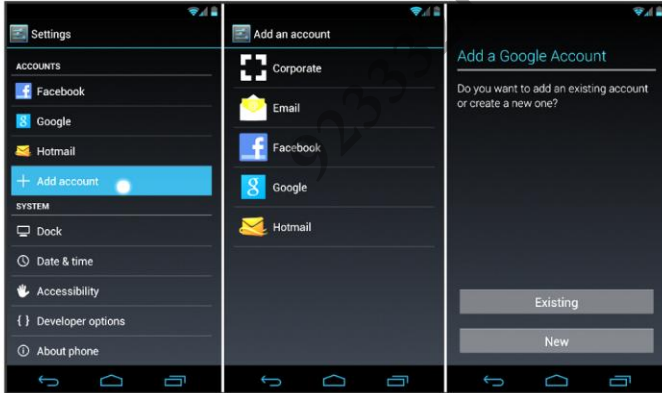 Settings
ACCOUNTS
Facebook
Google
Hotmail
+ Add account
SYSTEM
Dock
Date & time
Accessibility
{ } Developer options
About phone
Add an account
Corporate
Email
Facebook
Google
Hotmail
Add a Google Account
Do you want to add an existing account
or create a new one?
Existing
New